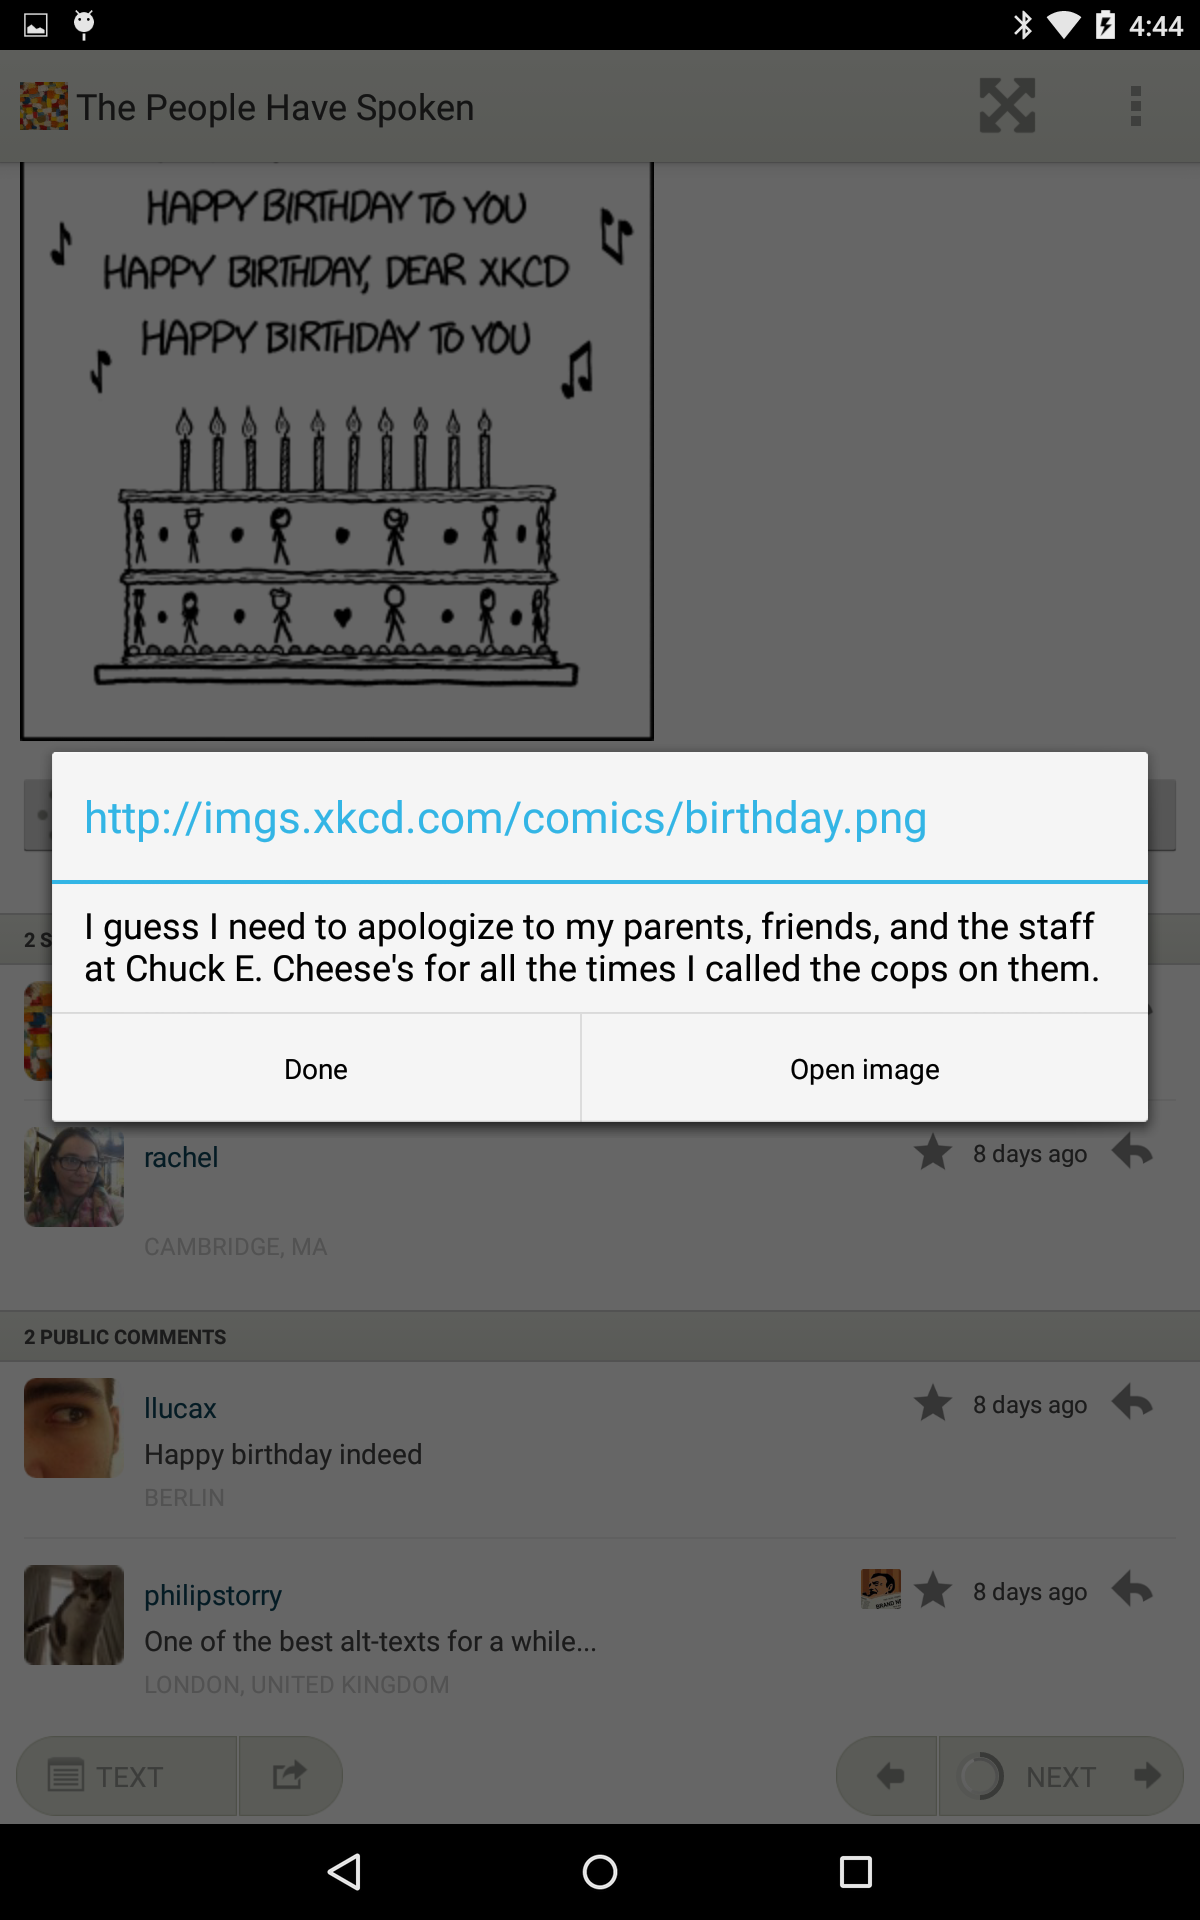 4:44
The People Have Spoken
HAPPY BIRTHDAY TO YOU
HAPPY BIRTHDAY, DEAR XKCD
HAPPY BIRTHDAY TO YOU
http://imgs.xkcd.com/comics/birthday.png
I guess I need to apologize to my parents, friends, and the staff
at Chuck E. Cheese's for all the times I called the cops on them.
Done Open image
2 S
rachel 8 days ago
CAMBRIDGE, MA
2 PUBLIC COMMENTS
llucax 8 days ago
Happy birthday indeed
BERLIN
philipstorry 8 days ago
One of the best alt-texts for a while...
LONDON, UNITED KINGDOM
TEXT NEXT